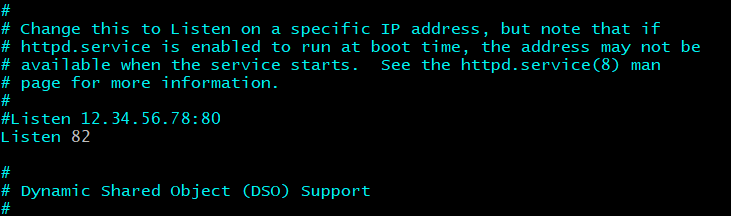 #
# Change this to Listen on a specific IP address, but note that if
# httpd.service is enabled to run at boot time, the address may not be
# available when the service starts.  See the httpd.service(8) man
# page for more information.
#
#Listen 12.34.56.78:80
Listen 82
#
# Dynamic Shared Object (DSO) Support
#